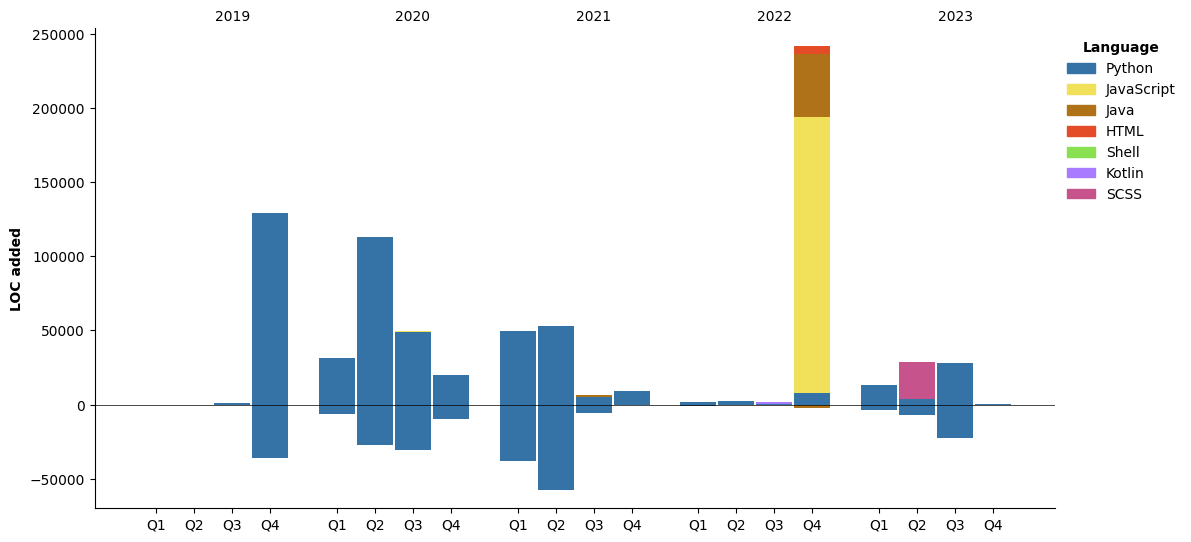 2019 2020 2021 2022 2023
250000
200000
150000
100000
50000
0
−50000
LOC added
Q1 Q2 Q3 Q4 Q1 Q2 Q3 Q4 Q1 Q2 Q3 Q4 Q1 Q2 Q3 Q4 Q1 Q2 Q3 Q4
Language
Python
JavaScript
Java
HTML
Shell
Kotlin
SCSS